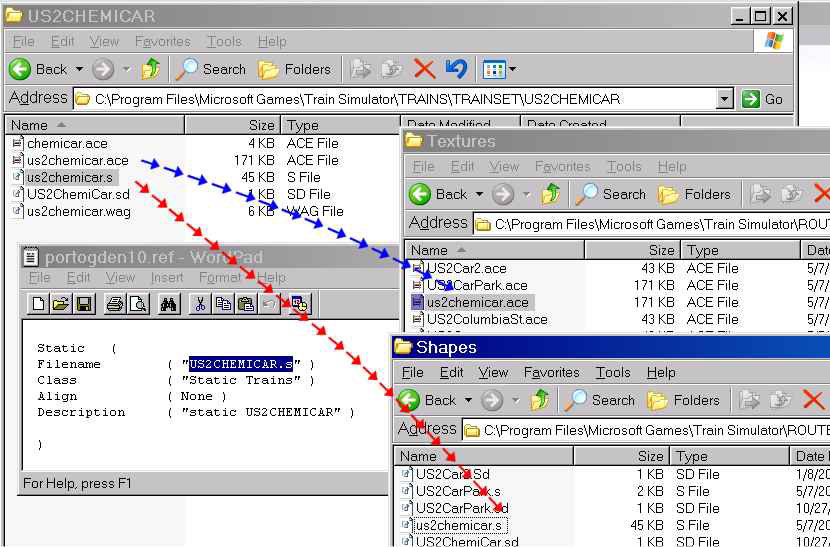 US2CHEMICAR
File Edit View Favorites Tools Help
Back Search Folders
Address C:\Program Files\Microsoft Games\Train Simulator\TRAINS\TRAINSET\US2CHEMICAR Go
Name Size Type Date Modified Date Created
chemicar.ace 4 KB ACE File
us2chemicar.ace 171 KB ACE File
us2chemicar.s 45 KB S File
US2ChemiCar.sd 1 KB SD File
us2chemicar.wag 6 KB WAG File
portogden10.ref - WordPad
File Edit View Insert Format Help
Static (
Filename ( "US2CHEMICAR.s" )
Class ( "Static Trains" )
Align ( None )
Description ( "static US2CHEMICAR" )
)
For Help, press F1
Textures
File Edit View Favorites Tools Help
Back Search Folders
Address C:\Program Files\Microsoft Games\Train Simulator\ROU
Name Size Type Dat
US2Car2.ace 43 KB ACE File 5/7/
US2CarPark.ace 171 KB ACE File 5/7/
us2chemicar.ace 171 KB ACE File 5/7/
US2ColumbiaSt.ace 43 KB ACE File 5/7/
Shapes
File Edit View Favorites Tools Help
Back Search Folders
Address C:\Program Files\Microsoft Games\Train Simulator\ROUTE
Name Size Type Date
US2Car2.Sd 1 KB SD File 1/8/20
US2CarPark.s 2 KB S File 5/7/20
US2CarPark.sd 1 KB SD File 10/27/
us2chemicar.s 45 KB S File 5/7/20
US2ChemiCar.sd 1 KB SD File 10/27/